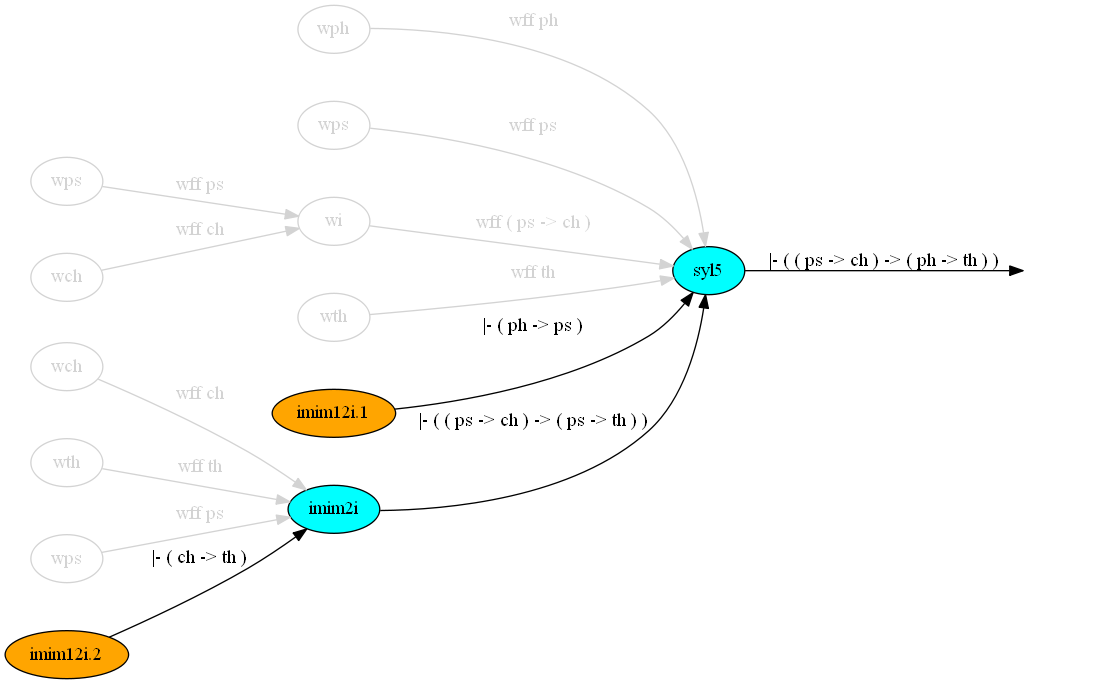 wph
wff ph
wps
wff ps
wps
wff ps
wi
wff ( ps -> ch )
wch
wff ch
wth
wff th
syl5
|- ( ( ps -> ch ) -> ( ph -> th ) )
imim12i.1
|- ( ph -> ps )
wch
wff ch
wth
wff th
wps
wff ps
imim2i
|- ( ( ps -> ch ) -> ( ps -> th ) )
imim12i.2
|- ( ch -> th )